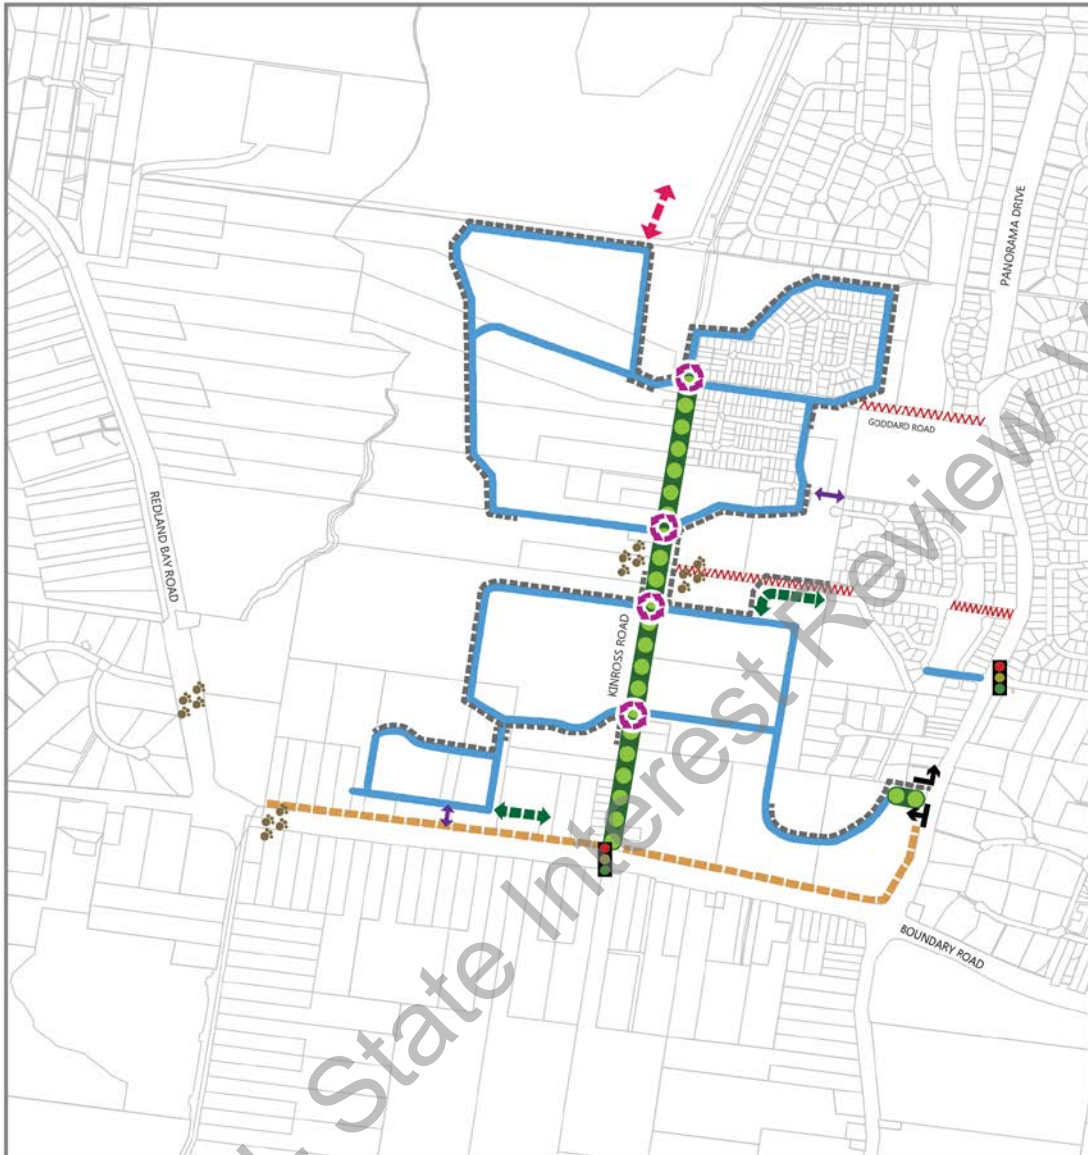 PANORAMA DRIVE
GODDARD ROAD
REDLAND BAY ROAD
KINROSS ROAD
BOUNDARY ROAD
State Interest Review V